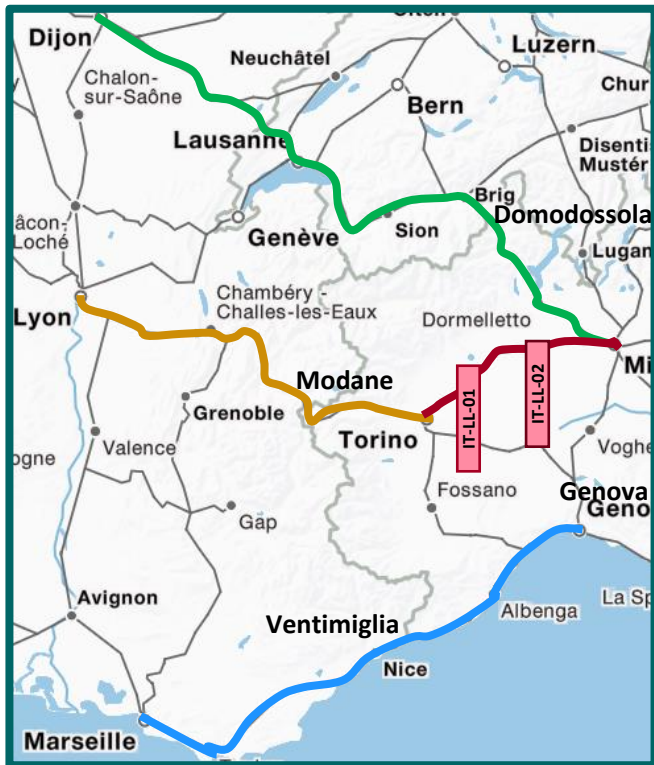 Dijon
Neuchâtel
Luzern
Chalon-
sur-Saône
Bern
Chur
Lausanne
Disentis
Mustér
Brig
Domodossola
âcon-
Loché
Genève
Sion
Lugan
Lyon
Chambéry -
Challes-les-Eaux
Dormelletto
Mi
Modane
IT-LL-01
IT-LL-02
Grenoble
Torino
Valence
Voghe
ogne
Fossano
Genova
Geno
Gap
Avignon
Ventimiglia
Albenga
La Sp
Nice
Marseille